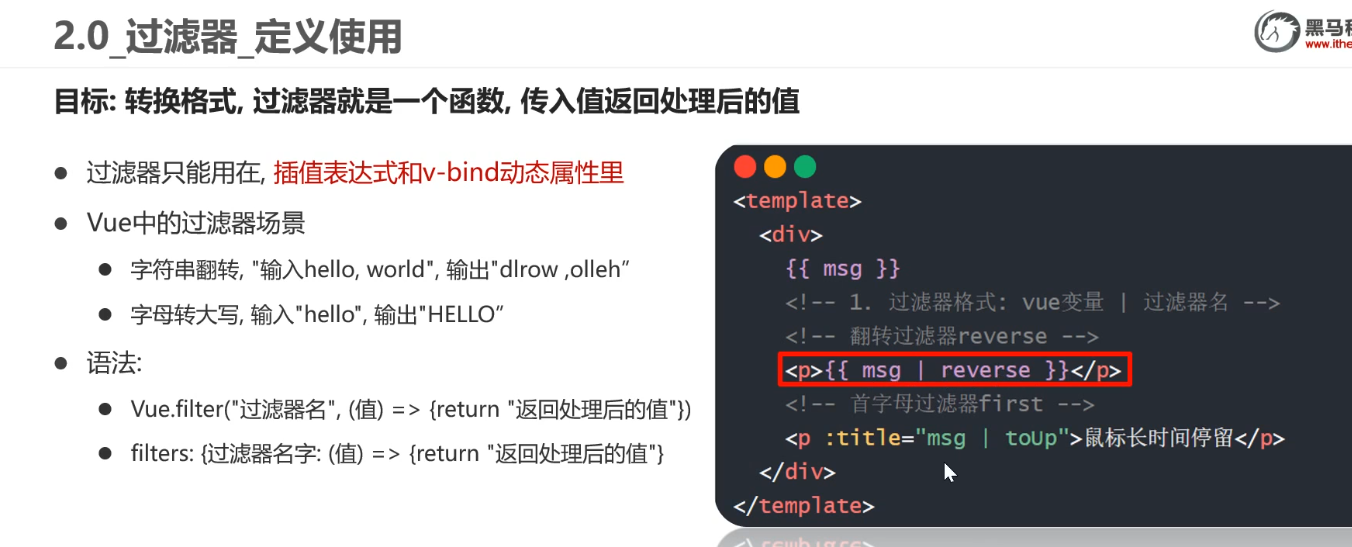 2.0_过滤器_定义使用
黑马程
www.ithe
目标: 转换格式, 过滤器就是一个函数, 传入值返回处理后的值
过滤器只能用在, 插值表达式和v-bind动态属性里
Vue中的过滤器场景
字符串翻转, "输入hello, world", 输出"dlrow ,olleh”
字母转大写, 输入"hello", 输出"HELLO”
语法:
Vue.filter("过滤器名", (值) => {return "返回处理后的值"})
filters: {过滤器名字: (值) => {return "返回处理后的值"}
<template>
<div>
{{ msg }}
<!-- 1. 过滤器格式: vue变量 | 过滤器名 -->
<!-- 翻转过滤器reverse -->
<p>{{ msg | reverse }}</p>
<!-- 首字母过滤器first -->
<p :title="msg | toUp">鼠标长时间停留</p>
</div>
</template>